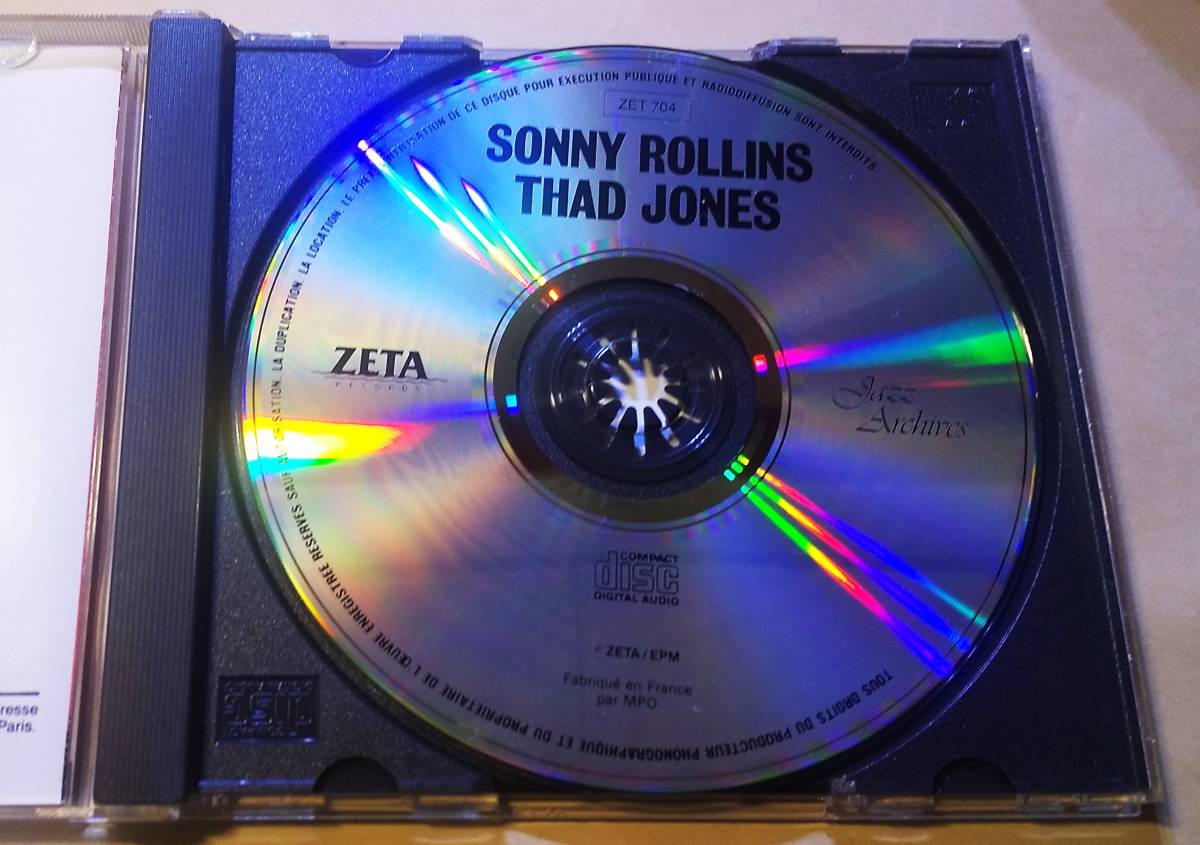 ZET 704
SONNY ROLLINS
THAD JONES
ZETA
RECORDS
Jazz
Archives
COMPACT
disc
DIGITAL AUDIO
ZETA/EPM
Fabriqué en France
par MPO
TOUS DROITS DU PRODUCTEUR PHONOGRAPHIQUE ET DU PROPRIETAIRE DE L'ŒUVRE ENREGISTREE RESERVES SAUF AUTORISATION. LA DUPLICATION. LA LOCATION. LE PRET. UTILISATION DE CE DISQUE POUR EXECUTION PUBLIQUE ET RADIODIFFUSION SONT INTERDITS
resse
Paris.